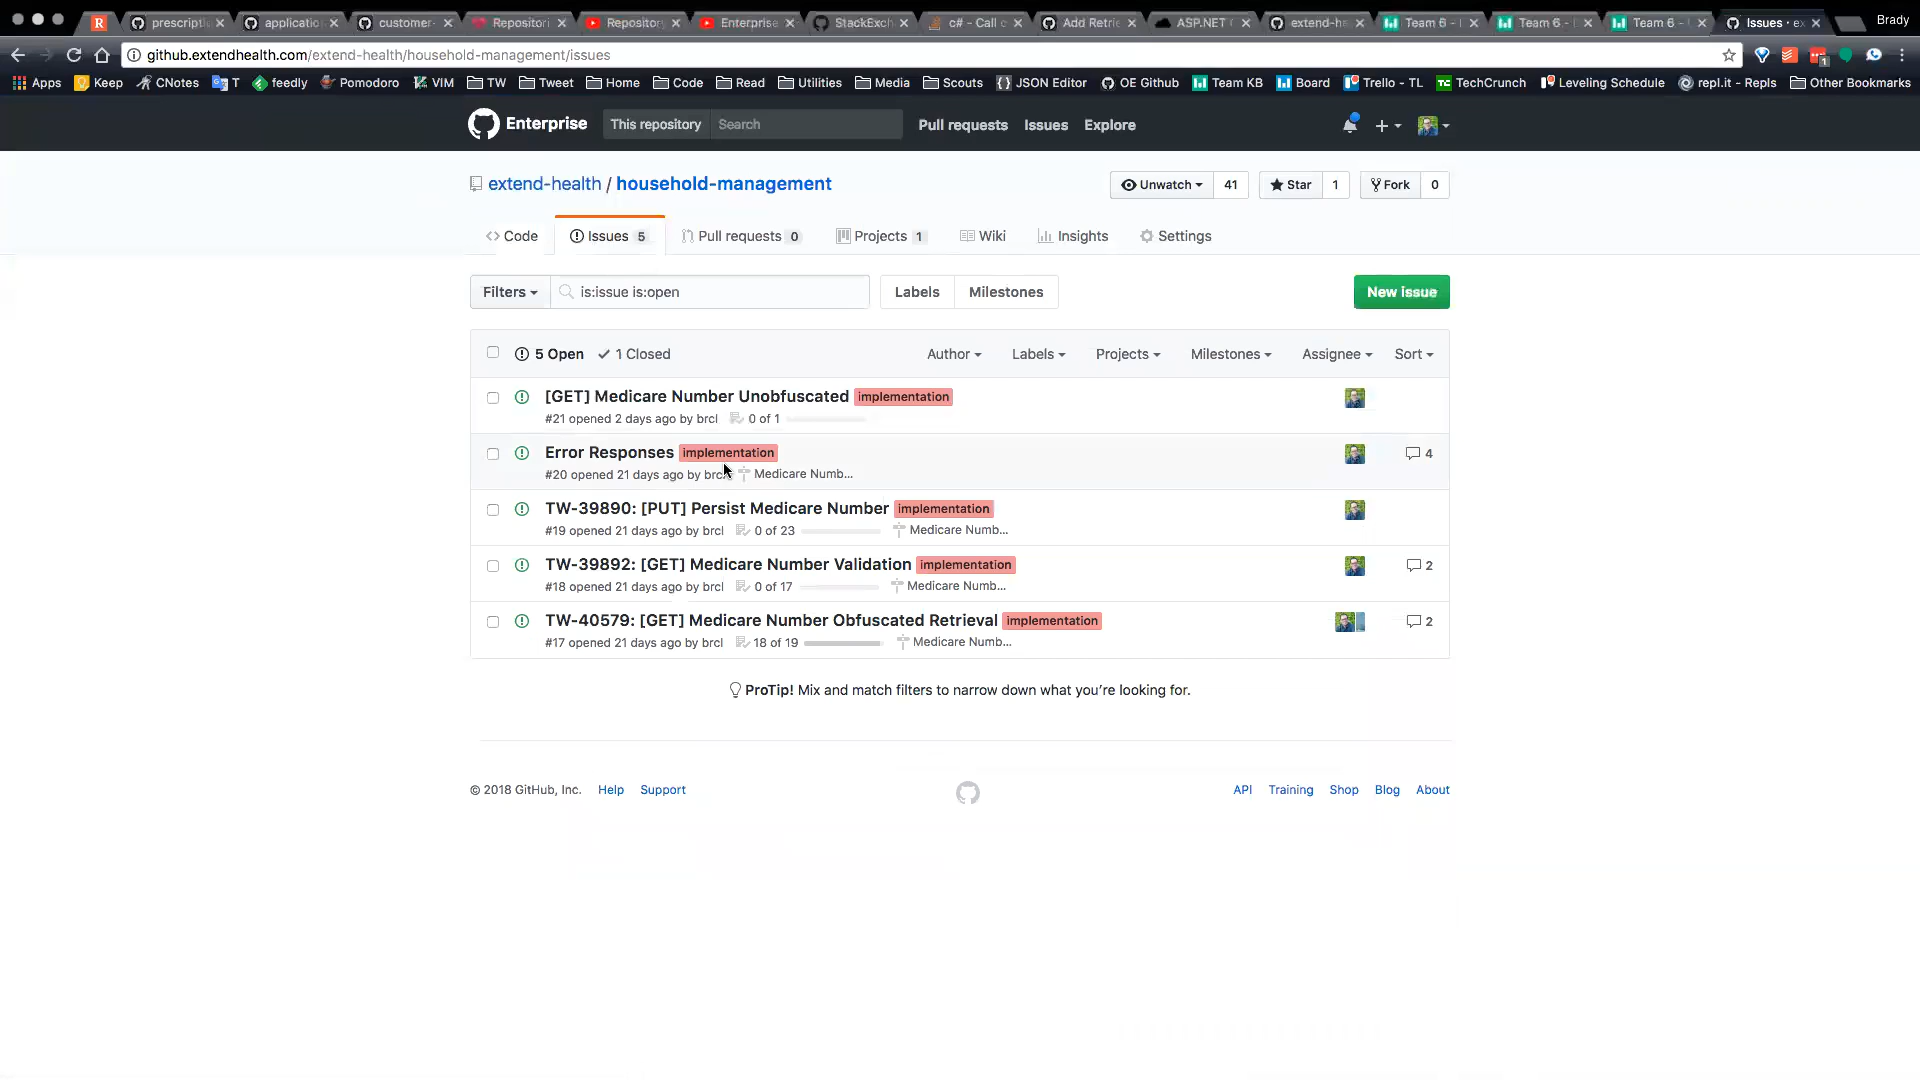 prescript
applicatio
customer-
Repositori
Repository
Enterprise
StackExch
c# - Call c
Add Retrie
ASP.NET
extend-ha
Team 6 -
Team 6 -
Team 6 -
Issues · ex
Brady
github.extendhealth.com/extend-health/household-management/issues
Apps Keep CNotes T feedly Pomodoro VIM TW Tweet Home Code Read Utilities Media Scouts JSON Editor OE Github Team KB Board Trello - TL TechCrunch Leveling Schedule repl.it - Repls Other Bookmarks
Enterprise This repository Search Pull requests Issues Explore
extend-health / household-management Unwatch 41 Star 1 Fork 0
Code Issues 5 Pull requests 0 Projects 1 Wiki Insights Settings
Filters is:issue is:open Labels Milestones New issue
5 Open 1 Closed Author Labels Projects Milestones Assignee Sort
[GET] Medicare Number Unobfuscated implementation
#21 opened 2 days ago by brcl 0 of 1
Error Responses implementation 4
#20 opened 21 days ago by brcl Medicare Numb...
TW-39890: [PUT] Persist Medicare Number implementation
#19 opened 21 days ago by brcl 0 of 23 Medicare Numb...
TW-39892: [GET] Medicare Number Validation implementation 2
#18 opened 21 days ago by brcl 0 of 17 Medicare Numb...
TW-40579: [GET] Medicare Number Obfuscated Retrieval implementation 2
#17 opened 21 days ago by brcl 18 of 19 Medicare Numb...
ProTip! Mix and match filters to narrow down what you're looking for.
© 2018 GitHub, Inc. Help Support API Training Shop Blog About